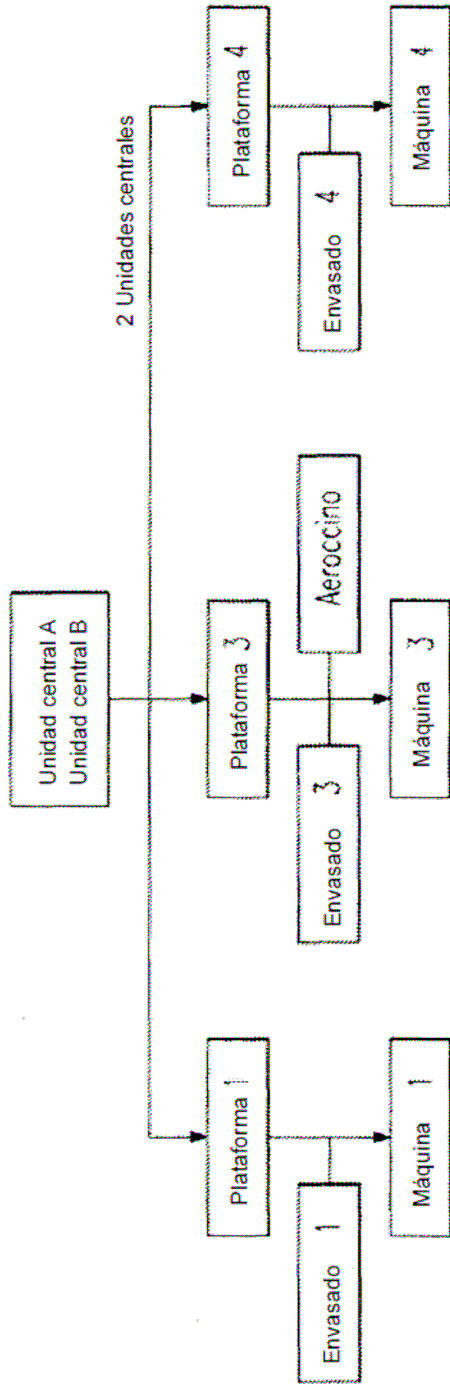 Unidad central A
Unidad central B
2 Unidades centrales
Plataforma 1
Plataforma 3
Plataforma 4
Envasado 1
Envasado 3
Aeroccino
Envasado 4
Máquina 1
Máquina 3
Máquina 4